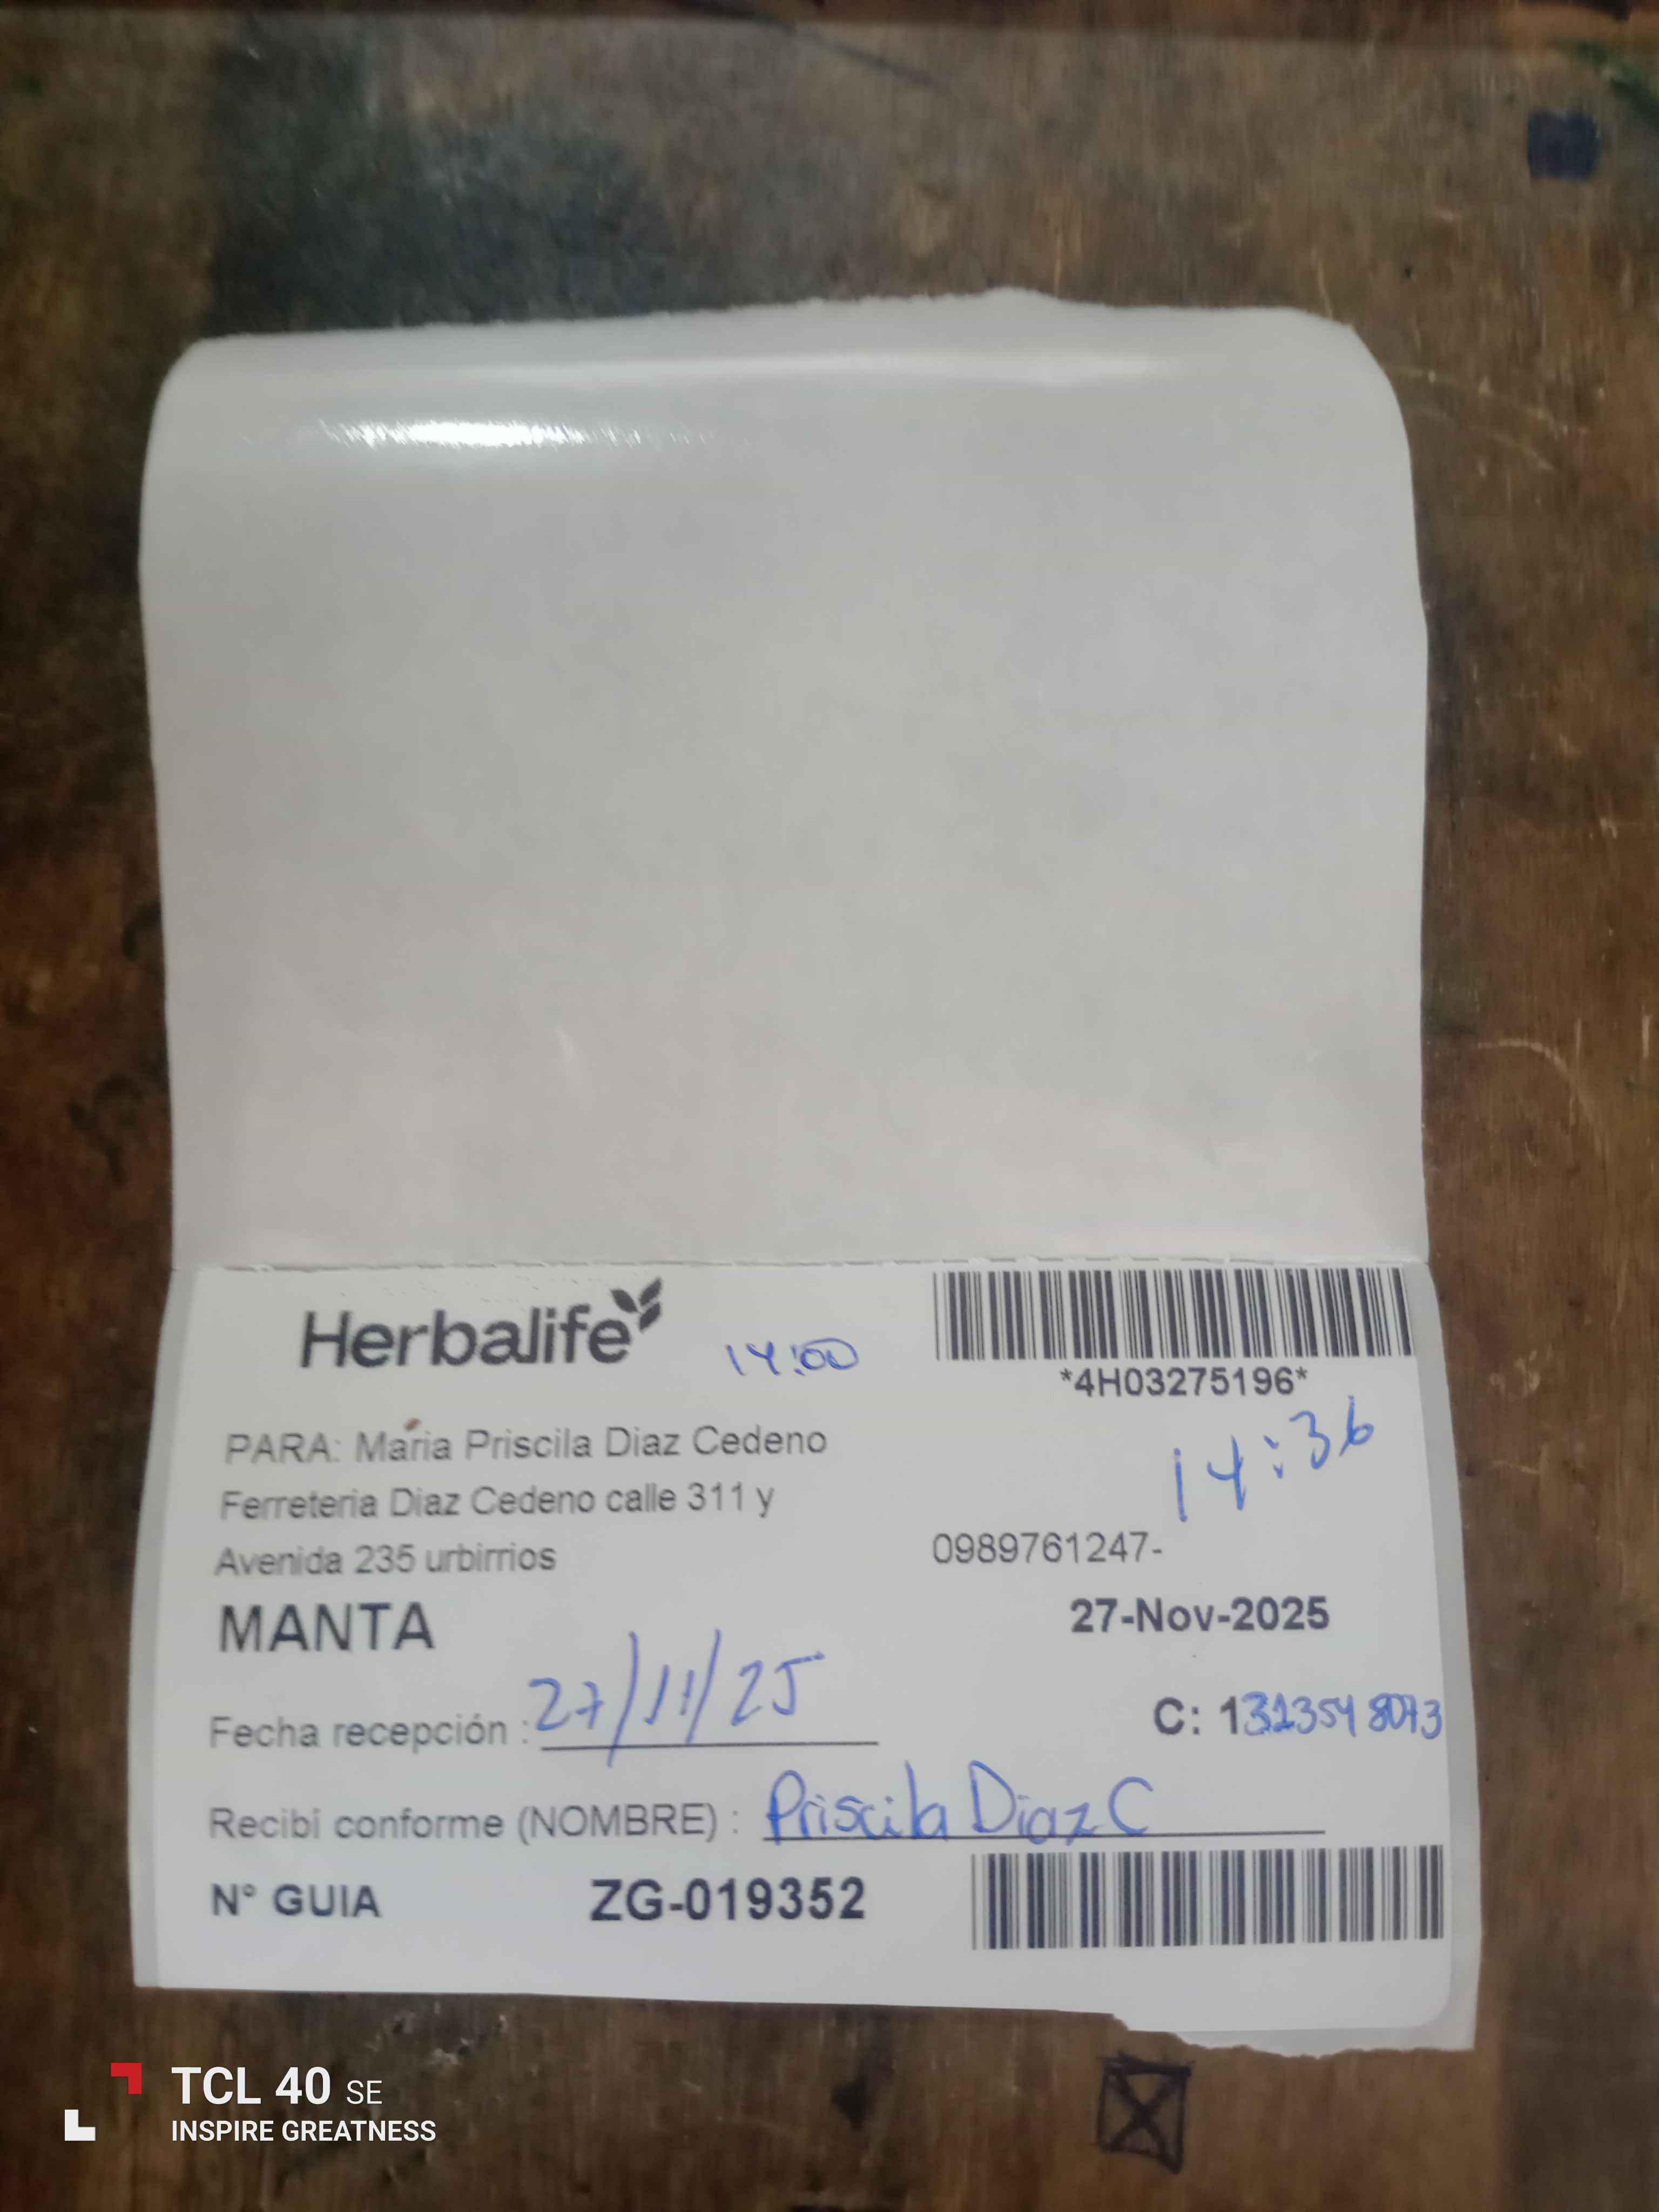 Herbalife
14:00
*4H03275196*
14:36
PARA: Maria Priscila Diaz Cedeno
Ferreteria Diaz Cedeno calle 311 y
Avenida 235 urbirrios
0989761247-
MANTA
27-Nov-2025
Fecha recepción : 27/11/25
C: 1313548073
Recibí conforme (NOMBRE) : Priscila Diaz C
N° GUIA ZG-019352
TCL 40 SE
INSPIRE GREATNESS